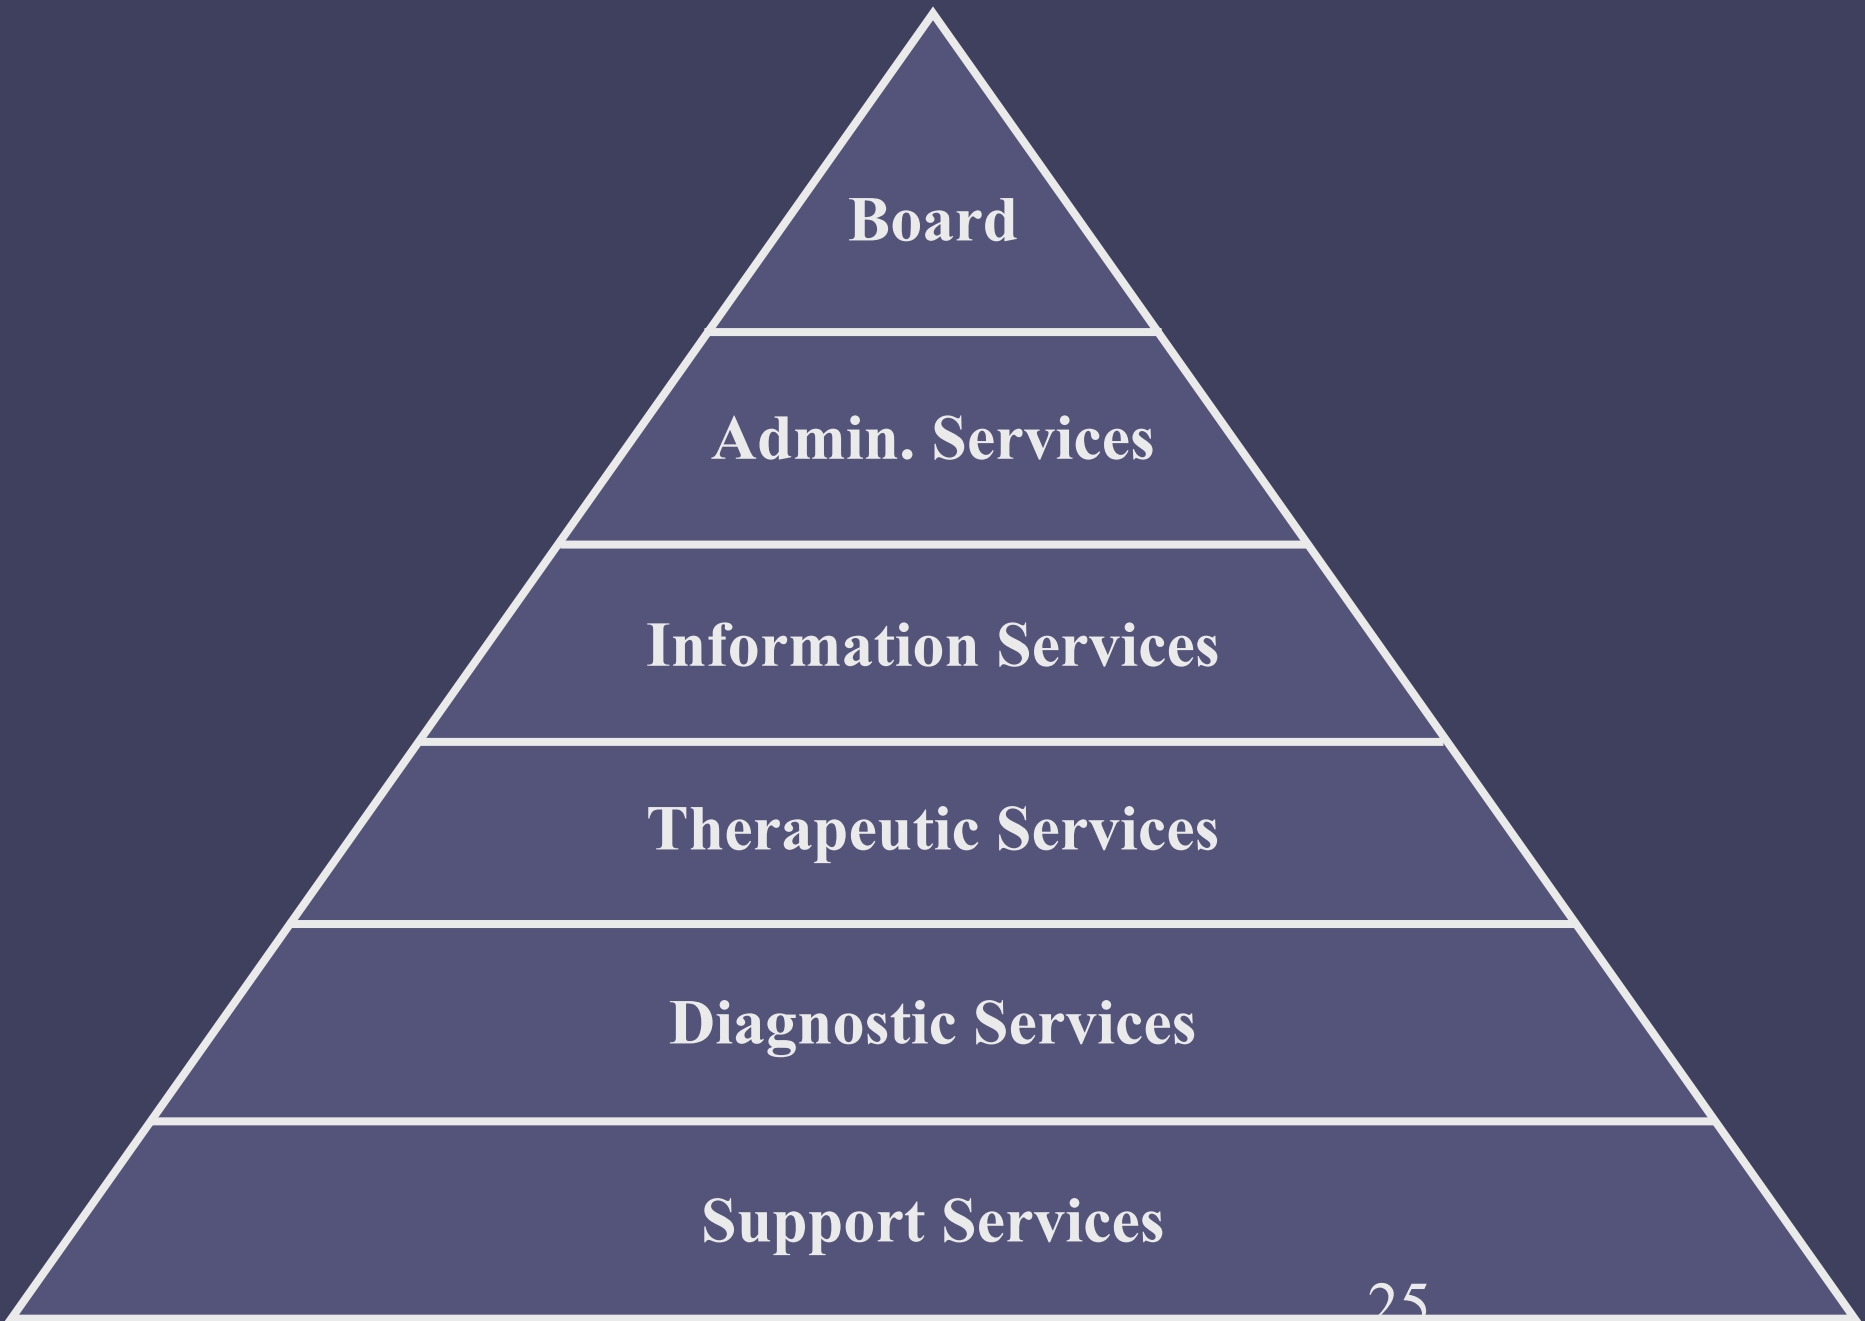 Board
Admin. Services
Information Services
Therapeutic Services
Diagnostic Services
Support Services
25